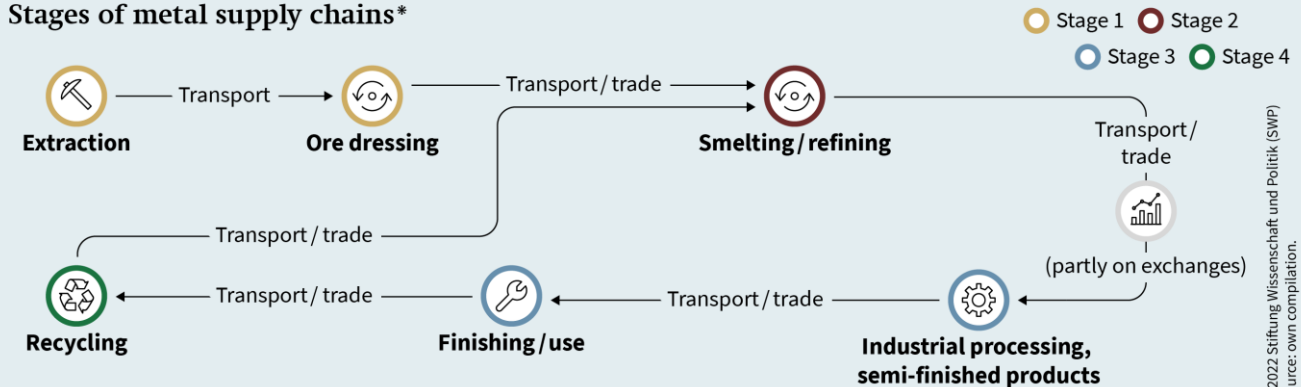 Stages of metal supply chains*
Stage 1 Stage 2
Stage 3 Stage 4
Transport
Transport / trade
Extraction
Ore dressing
Smelting / refining
Transport/
trade
Transport / trade
(partly on exchanges)
Transport / trade
Transport / trade
Recycling
Finishing / use
Industrial processing,
semi-finished products
2022 Stiftung Wissenschaft und Politik (SWP)
own compilation.